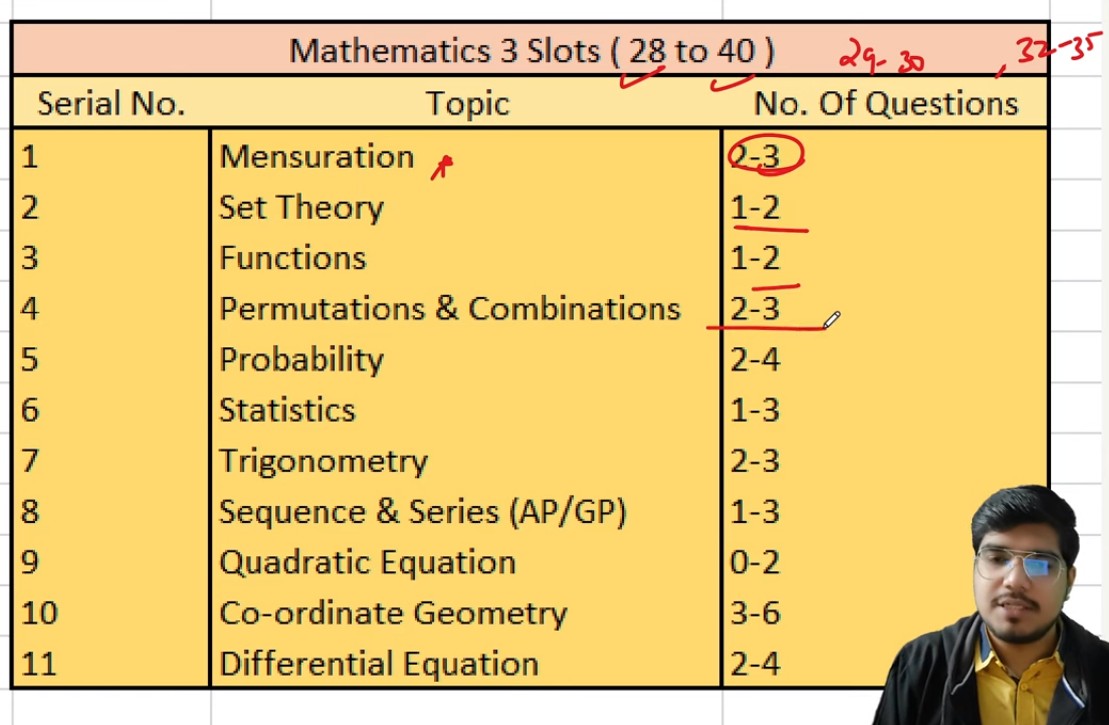 Mathematics 3 Slots ( 28 to 40 ) 29-30 , 32-35
Serial No. Topic No. Of Questions
1 Mensuration 2-3
2 Set Theory 1-2
3 Functions 1-2
4 Permutations & Combinations 2-3
5 Probability 2-4
6 Statistics 1-3
7 Trigonometry 2-3
8 Sequence & Series (AP/GP) 1-3
9 Quadratic Equation 0-2
10 Co-ordinate Geometry 3-6
11 Differential Equation 2-4